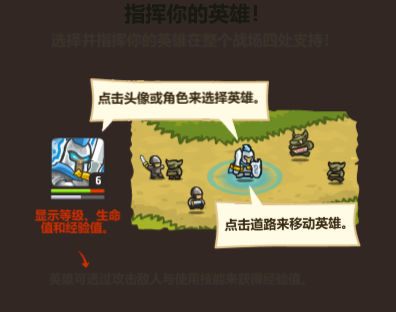 指挥你的英雄！
选择并指挥你的英雄在整个战场四处支持！
点击头像或角色来选择英雄。
6
点击道路来移动英雄。
显示等级、生命
值和经验值。
英雄可通过攻击敌人与使用技能来获得经验值。